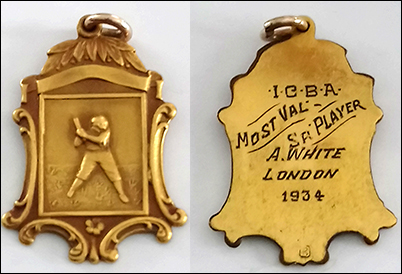 ·I·C·B·A·
MOST VAL-
SR PLAYER
A. WHITE
LONDON
1934